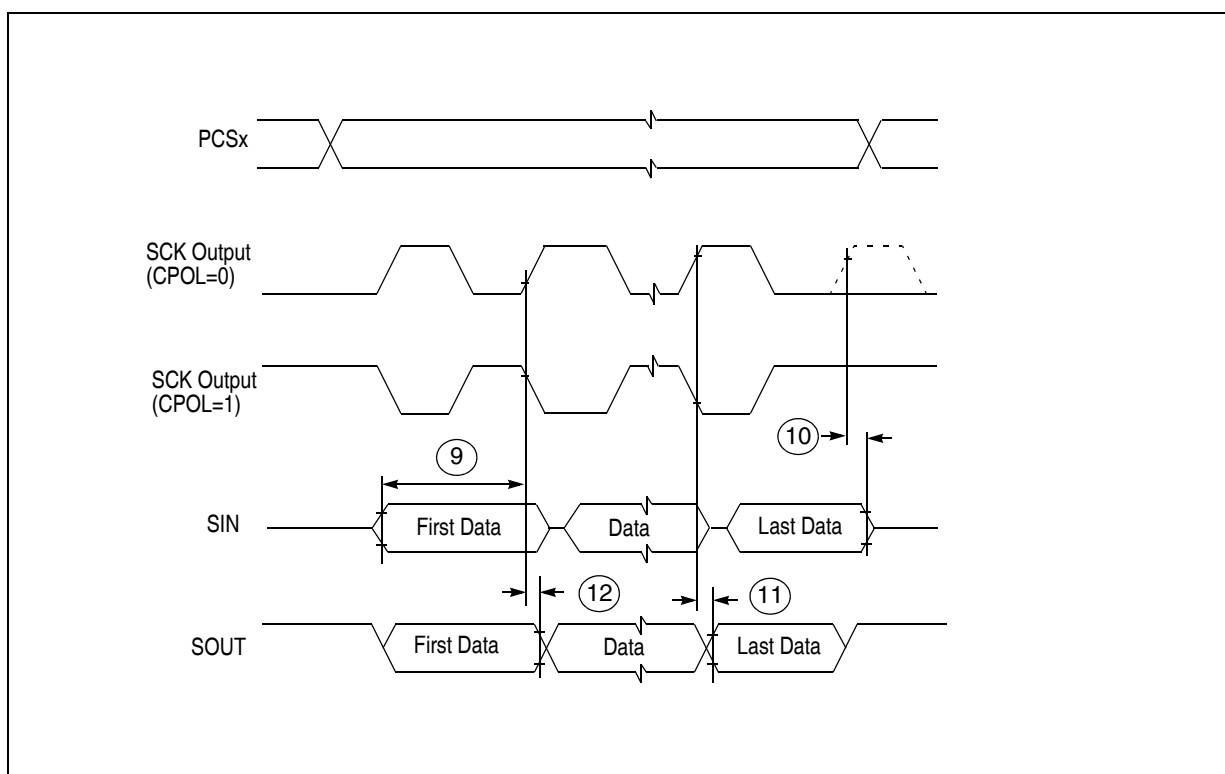 PCSx
SCK Output
(CPOL=0)
SCK Output
(CPOL=1)
10
9
SIN
First Data
Data
Last Data
12
11
SOUT
First Data
Data
Last Data